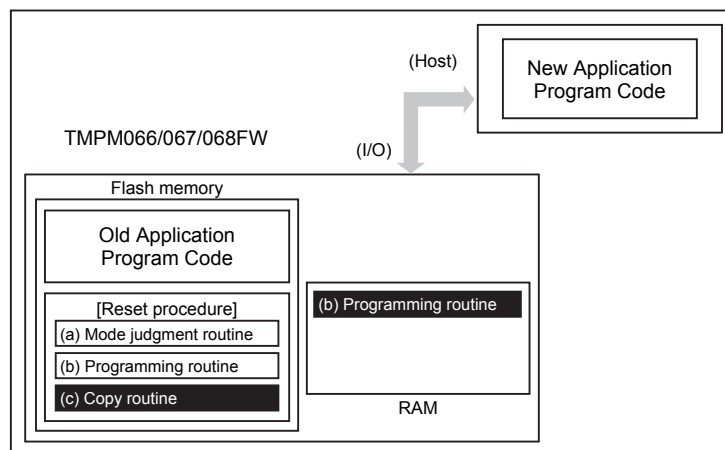 (Host)
New Application
Program Code
TMPM066/067/068FW
(I/O)
Flash memory
Old Application
Program Code
[Reset procedure]
(a) Mode judgment routine
(b) Programming routine
(c) Copy routine
(b) Programming routine
RAM